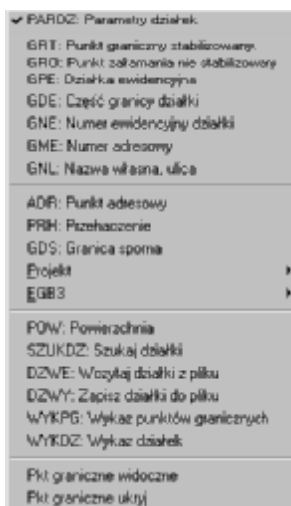 PARDZ: Parametry działek
GRT: Punkt graniczny stabilizowany.
GRO: Punkt załamania nie stabilizowany
GPE: Działka ewidencyjna
GDE: Część granicy działki
GNE: Numer ewidencyjny działki
GME: Numer adresowy
GNL: Nazwa własna, ulica
ADR: Punkt adresowy
PRH: Przehaczenie
GDS: Granica sporna
Projekt
EGB3
POW: Powierzchnia
SZUKDZ: Szukaj działki
DZWE: Wczytaj działki z pliku
DZWY: Zapisz działki do pliku
WYKPG: Wykaz punktów granicznych
WYKDZ: Wykaz działek
Pkt graniczne widoczne
Pkt graniczne ukryj